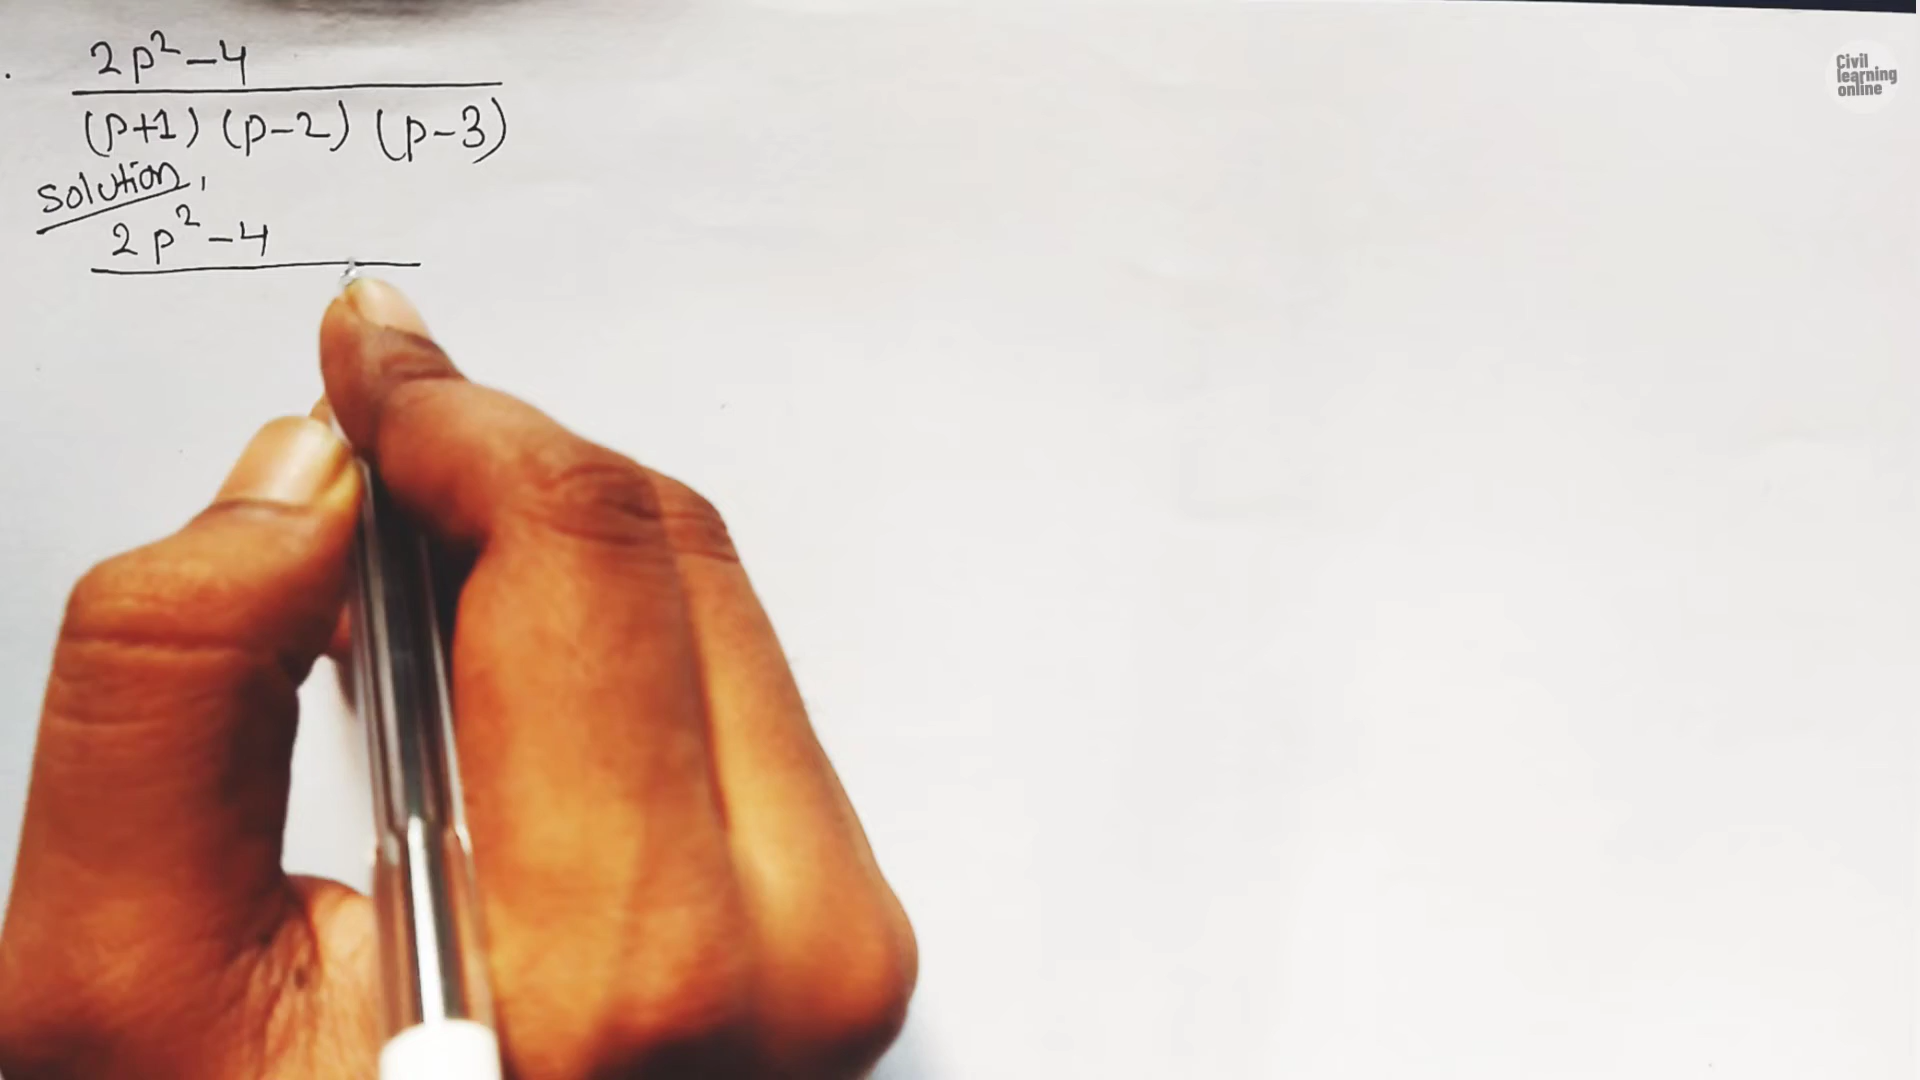 . 2p² - 4
(p+1) (p-2) (p-3)
Solution,
2p² - 4
Civil
learning
online